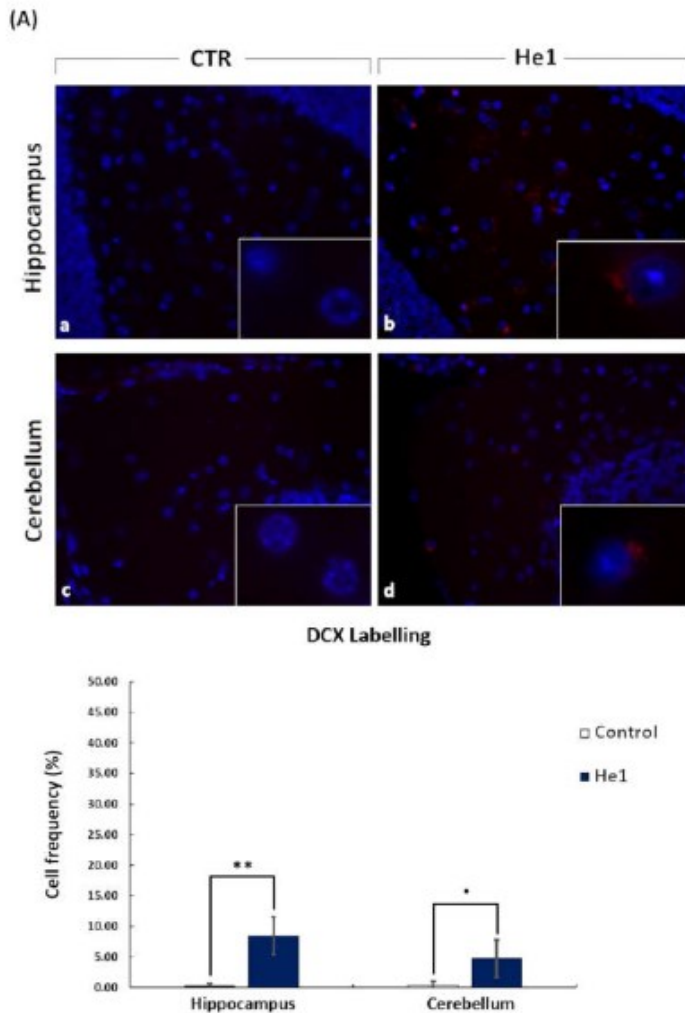 (A)
CTR He1
Hippocampus
a b
Cerebellum
c d
DCX Labelling
50.00
45.00
40.00
35.00
30.00
25.00
20.00
15.00
10.00
5.00
0.00
Cell frequency (%)
Control
He1
** *
Hippocampus Cerebellum